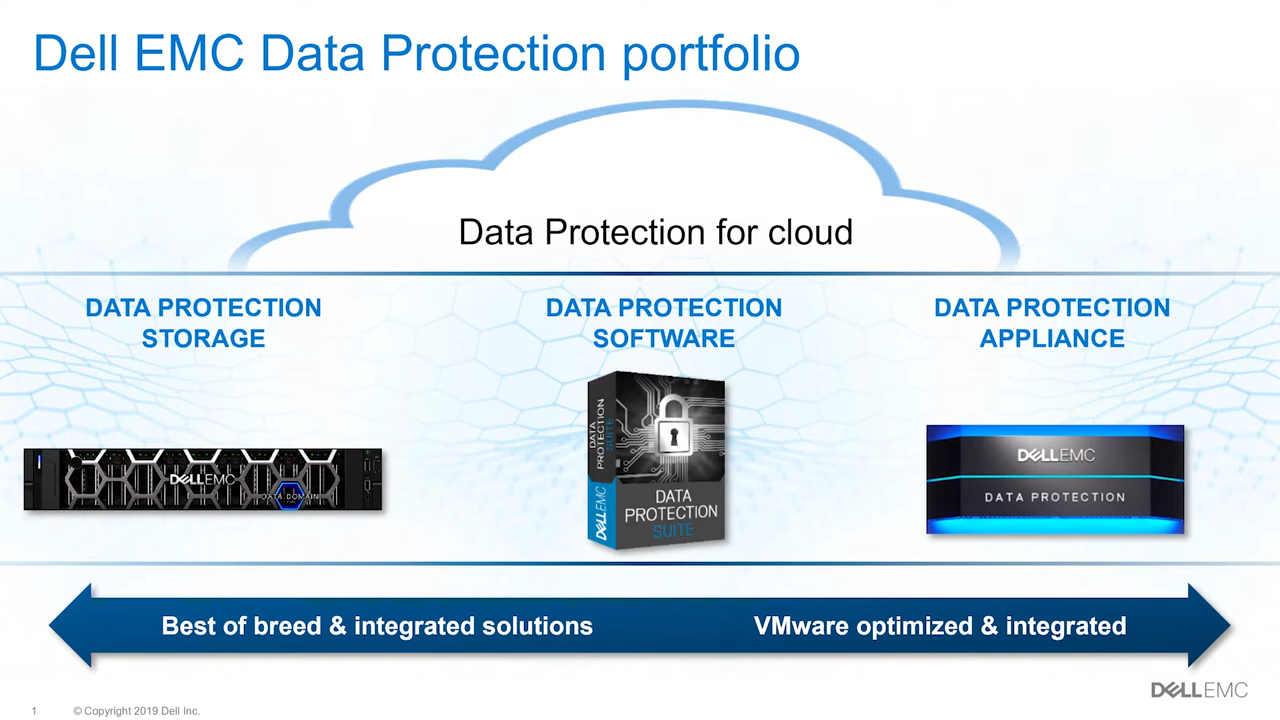 Dell EMC Data Protection portfolio
Data Protection for cloud
DATA PROTECTION
STORAGE
DATA PROTECTION
SOFTWARE
DATA PROTECTION
APPLIANCE
DELLEMC
DATA DOMAIN
DATA
PROTECTION
SUITE
DELLEMC
DATA
PROTECTION
SUITE
DELLEMC
DATA PROTECTION
Best of breed & integrated solutions
VMware optimized & integrated
1
© Copyright 2019 Dell Inc.
DELLEMC